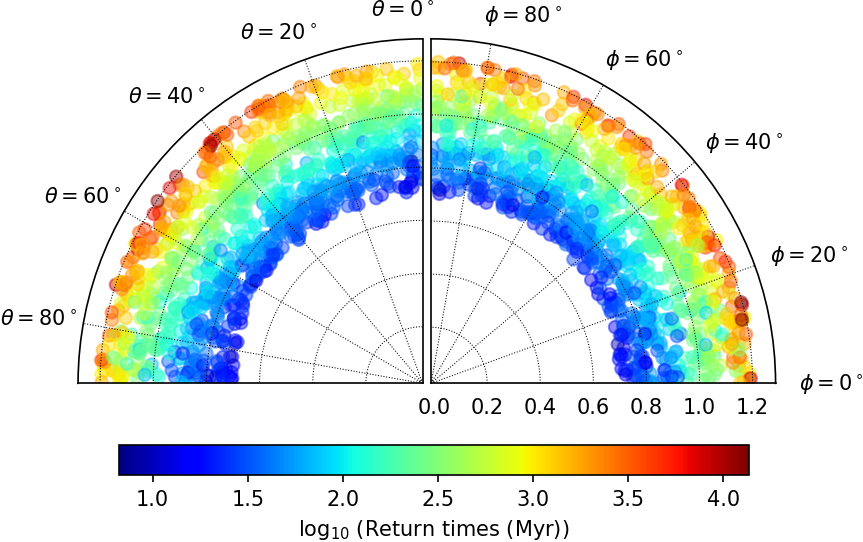 θ = 0° ϕ = 80°
θ = 20° ϕ = 60°
θ = 40° ϕ = 40°
θ = 60° ϕ = 20°
θ = 80° ϕ = 0°
0.0 0.2 0.4 0.6 0.8 1.0 1.2
1.0 1.5 2.0 2.5 3.0 3.5 4.0
log₁₀ (Return times (Myr))